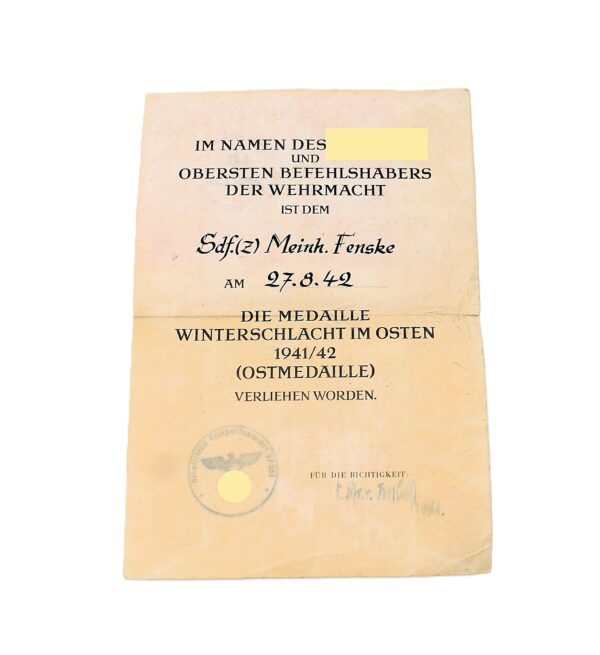 IM NAMEN DES
UND
OBERSTEN BEFEHLSHABERS
DER WEHRMACHT
IST DEM
Sdf.(Z) Meinh. Fenske
AM 27.8.42
DIE MEDAILLE
WINTERSCHLACHT IM OSTEN
1941/42
(OSTMEDAILLE)
VERLIEHEN WORDEN.
FÜR DIE RICHTIGKEIT: